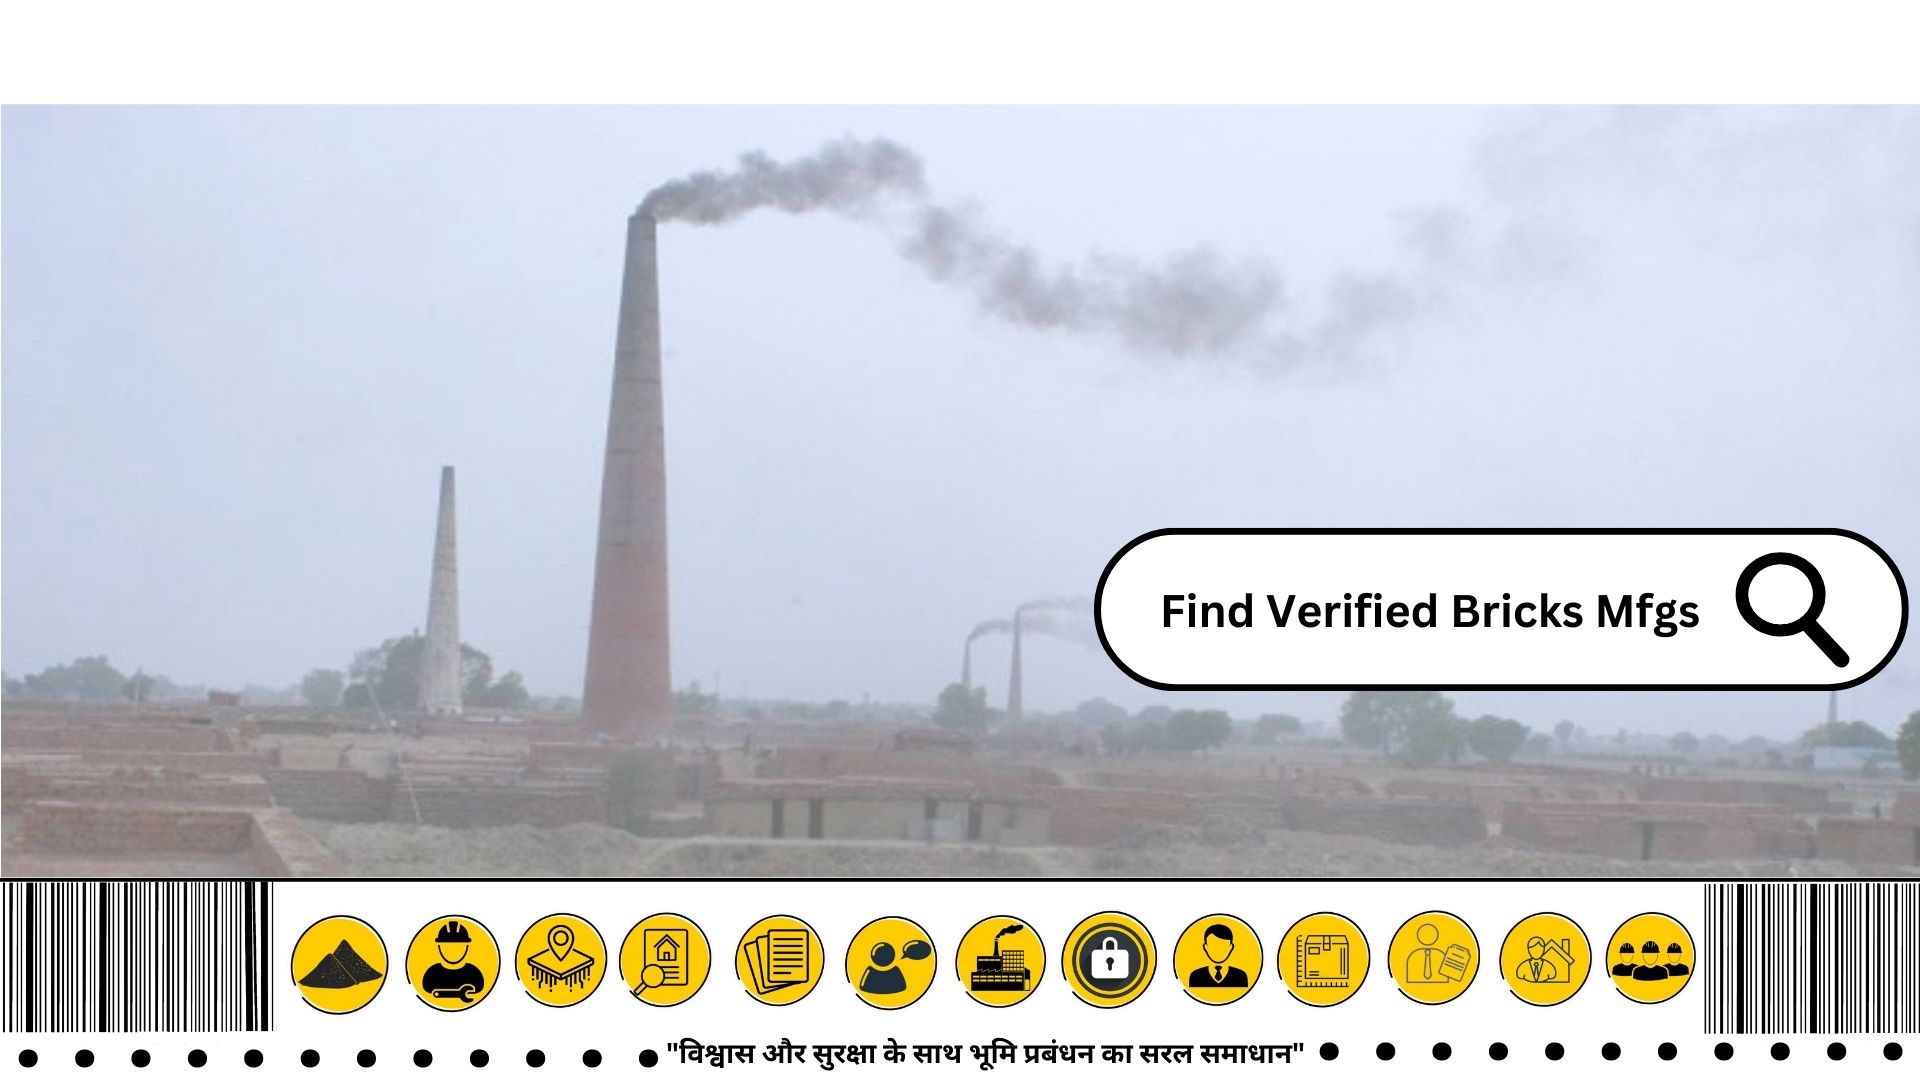 Find Verified Bricks Mfgs
"विश्वास और सुरक्षा के साथ भूमि प्रबंधन का सरल समाधान"